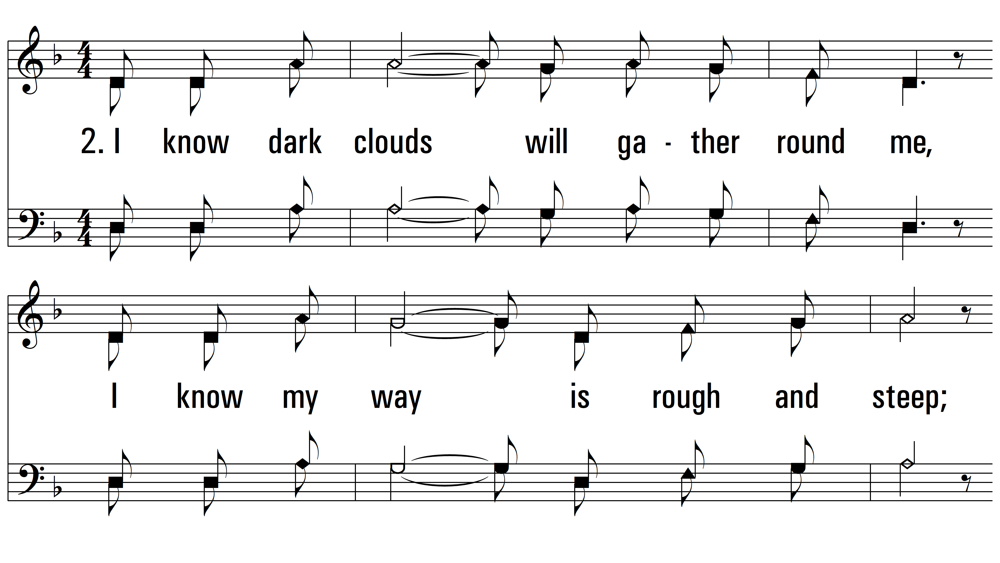 2. I know dark clouds will ga - ther round me,
I know my way is rough and steep;